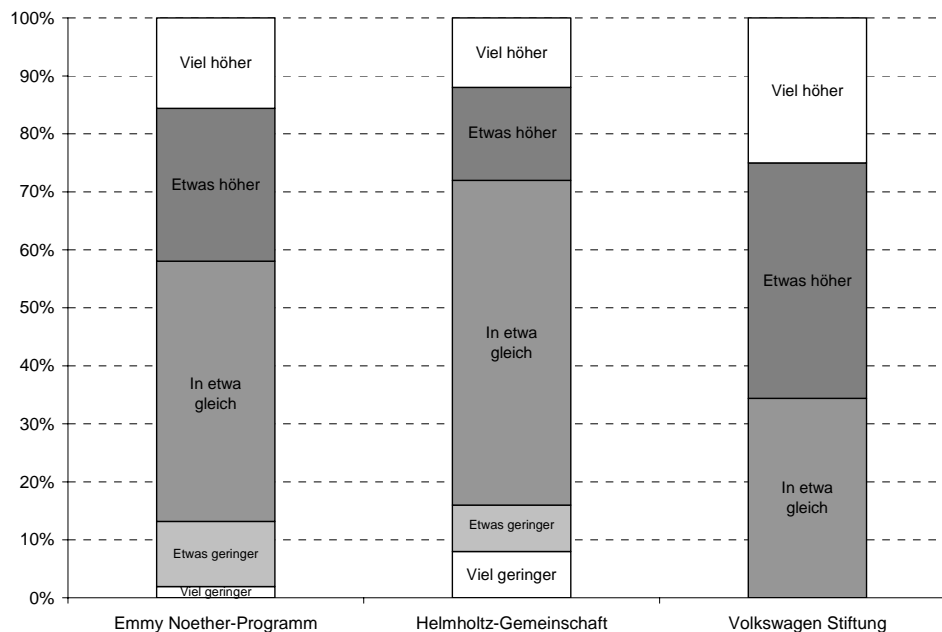 100%
90%
80%
70%
60%
50%
40%
30%
20%
10%
0%
Viel höher
Etwas höher
In etwa
gleich
Etwas geringer
Viel geringer
Viel höher
Etwas höher
In etwa
gleich
Etwas geringer
Viel geringer
Viel höher
Etwas höher
In etwa
gleich
Emmy Noether-Programm
Helmholtz-Gemeinschaft
Volkswagen Stiftung